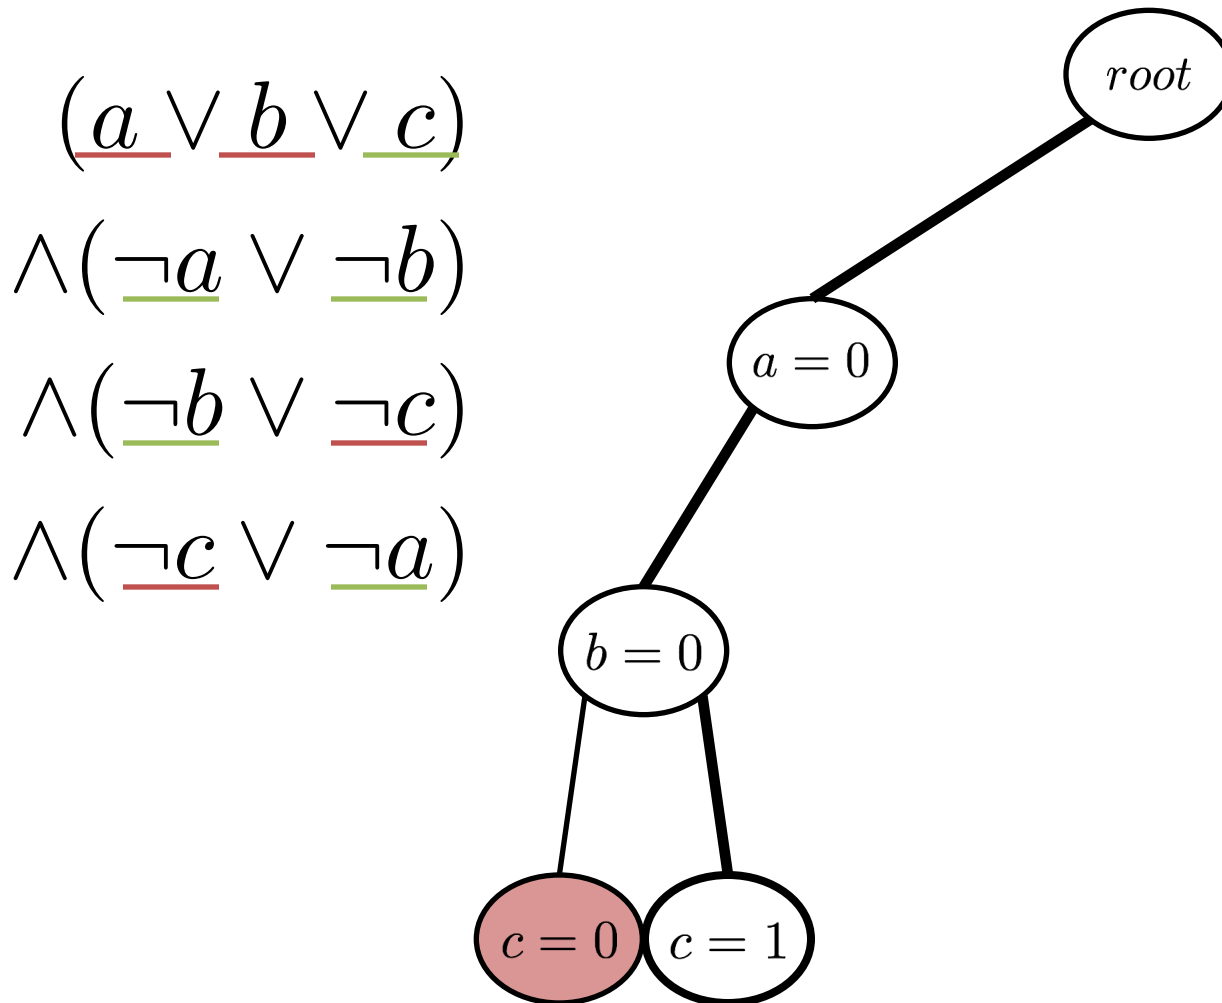 (a ∨ b ∨ c)
∧(¬a ∨ ¬b)
∧(¬b ∨ ¬c)
∧(¬c ∨ ¬a)
root
a = 0
b = 0
c = 0
c = 1